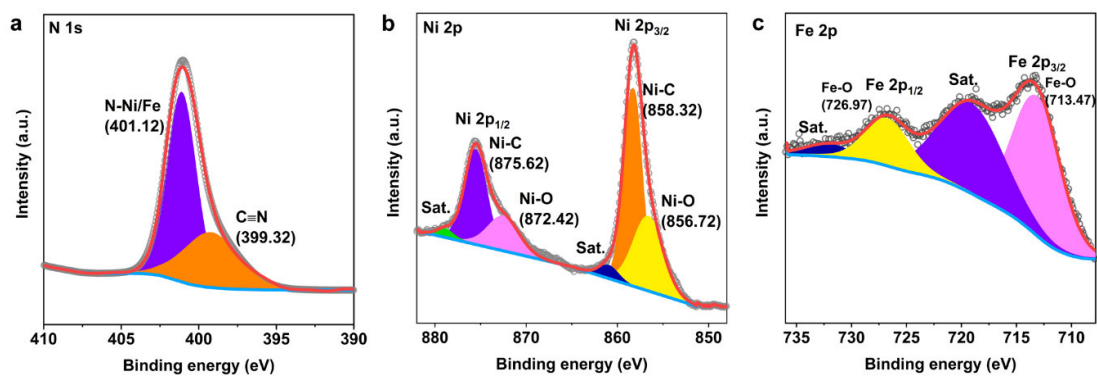 a
N 1s
N-Ni/Fe
(401.12)
C≡N
(399.32)
Intensity (a.u.)
410
405
400
395
390
Binding energy (eV)
b
Ni 2p
Ni 2p3/2
Ni-C
(858.32)
Ni 2p1/2
Ni-C
(875.62)
Ni-O
(872.42)
Ni-O
(856.72)
Sat.
Sat.
Intensity (a.u.)
880
870
860
850
Binding energy (eV)
c
Fe 2p
Fe-O
(726.97)
Fe 2p1/2
Sat.
Fe 2p3/2
Fe-O
(713.47)
Sat.
Intensity (a.u.)
735
730
725
720
715
710
Binding energy (eV)